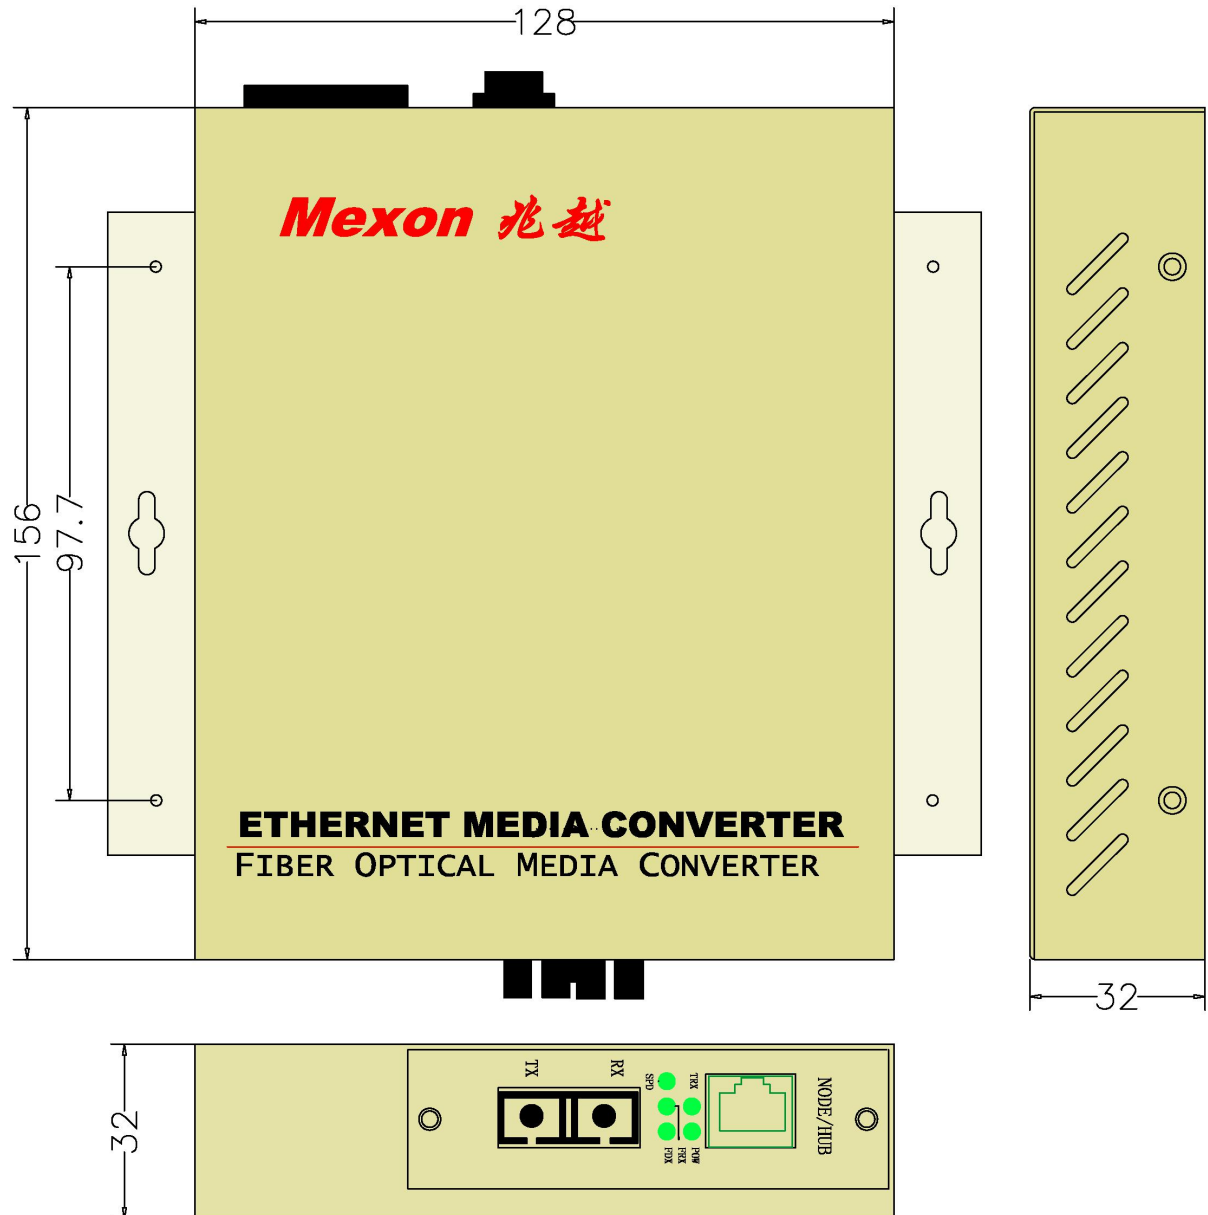 128
Mexon 兆越
156
97.7
ETHERNET MEDIA CONVERTER
FIBER OPTICAL MEDIA CONVERTER
32
32
TX
RX
SPD
TRX
FDX
FRX
POW
NODE/HUB